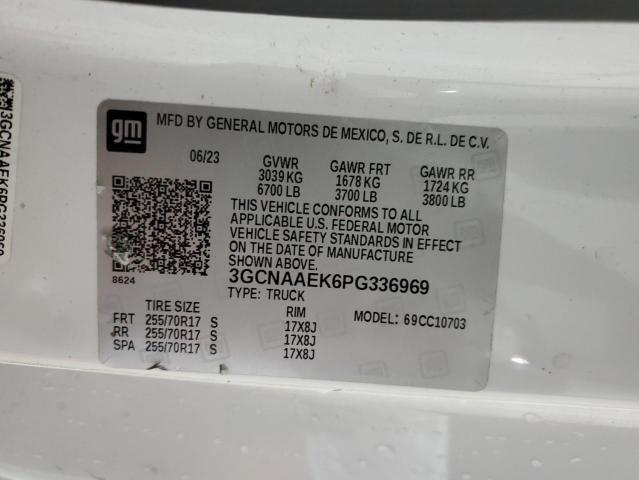 3GCNAAEK6PG336969
gm
MFD BY GENERAL MOTORS DE MEXICO, S. DE R.L. DE C.V.
06/23 GVWR GAWR FRT GAWR RR
3039 KG 1678 KG 1724 KG
6700 LB 3700 LB 3800 LB
THIS VEHICLE CONFORMS TO ALL
APPLICABLE U.S. FEDERAL MOTOR
VEHICLE SAFETY STANDARDS IN EFFECT
ON THE DATE OF MANUFACTURE
SHOWN ABOVE.
8624
3GCNAAEK6PG336969
TYPE: TRUCK
TIRE SIZE RIM MODEL: 69CC10703
FRT 255/70R17 S 17X8J
RR 255/70R17 S 17X8J
SPA 255/70R17 S 17X8J